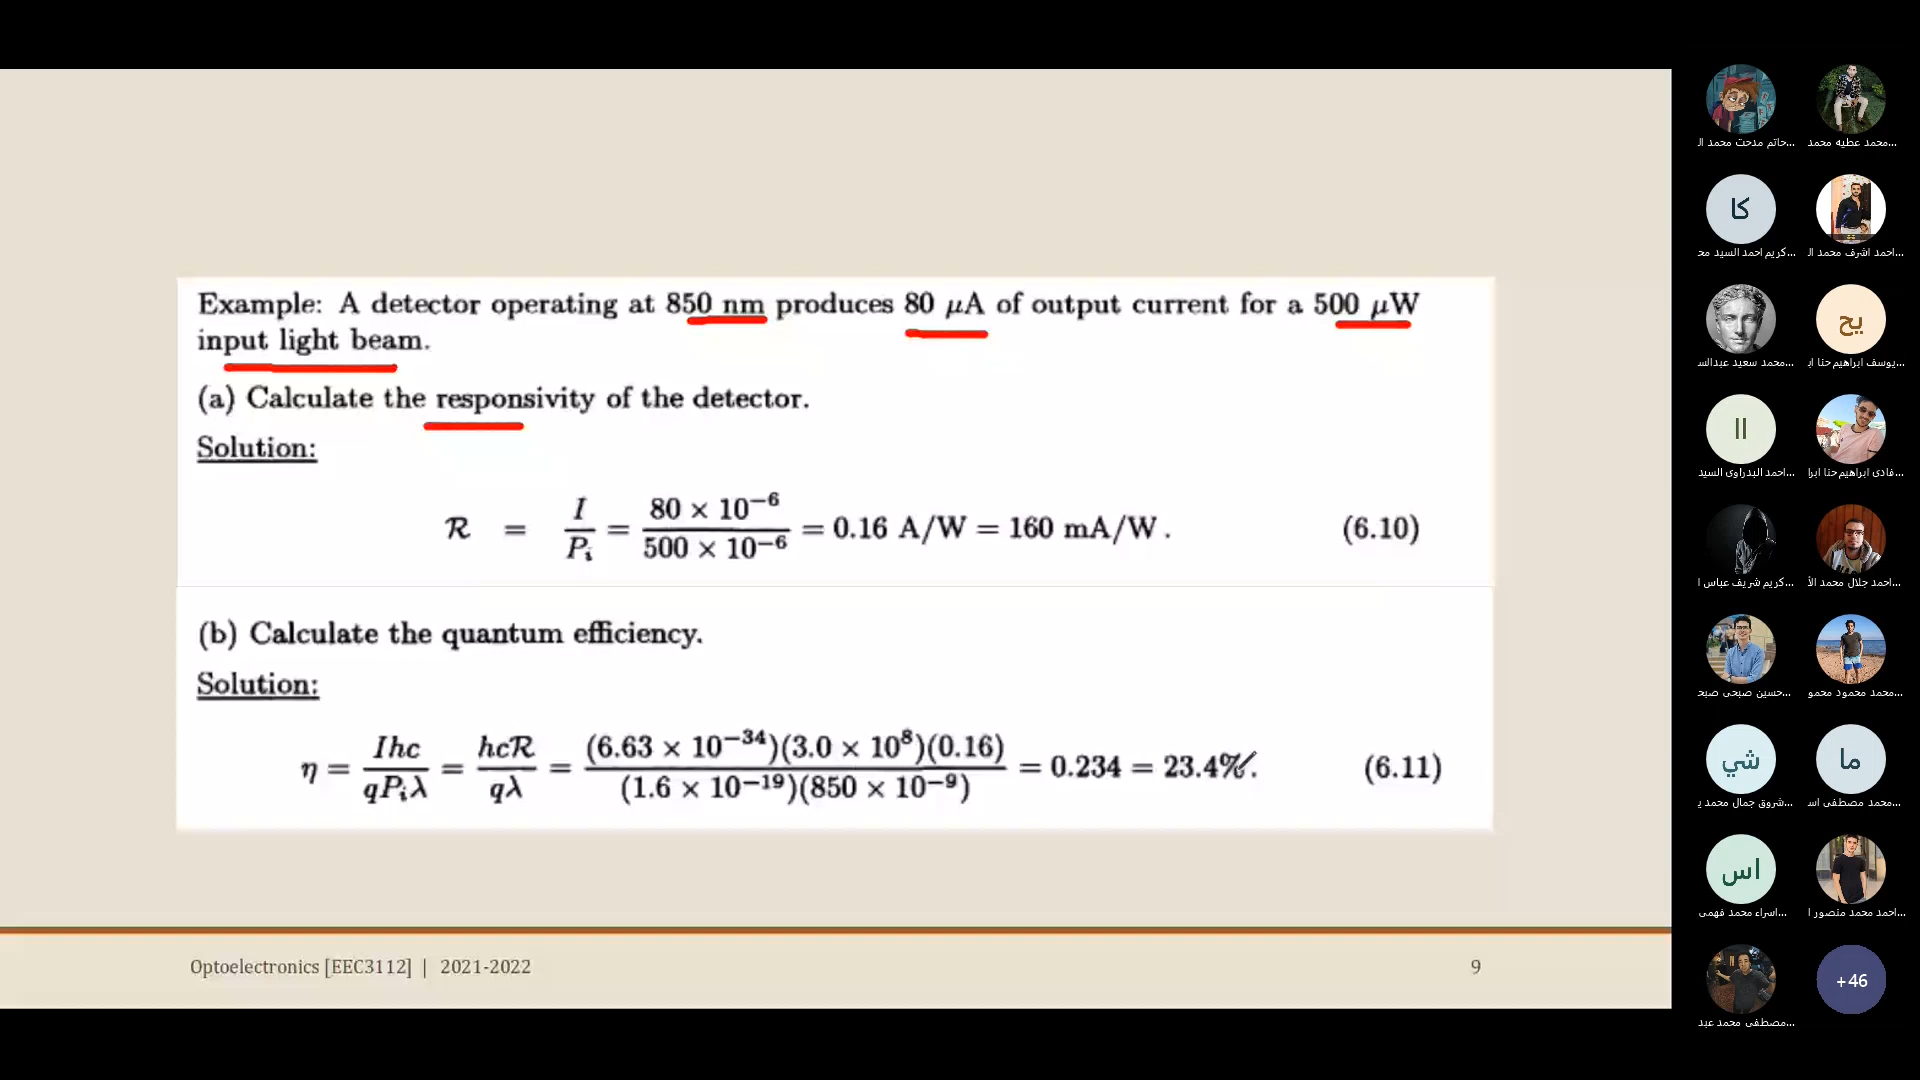 Example: A detector operating at 850 nm produces 80 μA of output current for a 500 μW
input light beam.
(a) Calculate the responsivity of the detector.
Solution:
ℛ = I/Pᵢ = (80 × 10⁻⁶)/(500 × 10⁻⁶) = 0.16 A/W = 160 mA/W . (6.10)
(b) Calculate the quantum efficiency.
Solution:
η = Ihc/(qPᵢλ) = hcℛ/(qλ) = (6.63 × 10⁻³⁴)(3.0 × 10⁸)(0.16)/((1.6 × 10⁻¹⁹)(850 × 10⁻⁹)) = 0.234 = 23.4%. (6.11)
Optoelectronics [EEC3112] | 2021-2022
9
حاتم مدحت محمد ال...
محمد عطيه محمد...
كا
كريم احمد السيد مح...
احمد اشرف محمد ال...
يح
محمد سعيد عبدالس...
يوسف ابراهيم حنا اب...
اا
احمد البدراوى السيد...
فادى ابراهيم حنا ابرا...
كريم شريف عباس ا...
احمد جلال محمد الأ...
حسين صبحى صبح...
محمد محمود محمو...
شي
ما
شروق جمال محمد ي...
محمد مصطفى اس...
اس
اسراء محمد فهمى...
احمد محمد منصور ا...
+46
مصطفى محمد عبد...